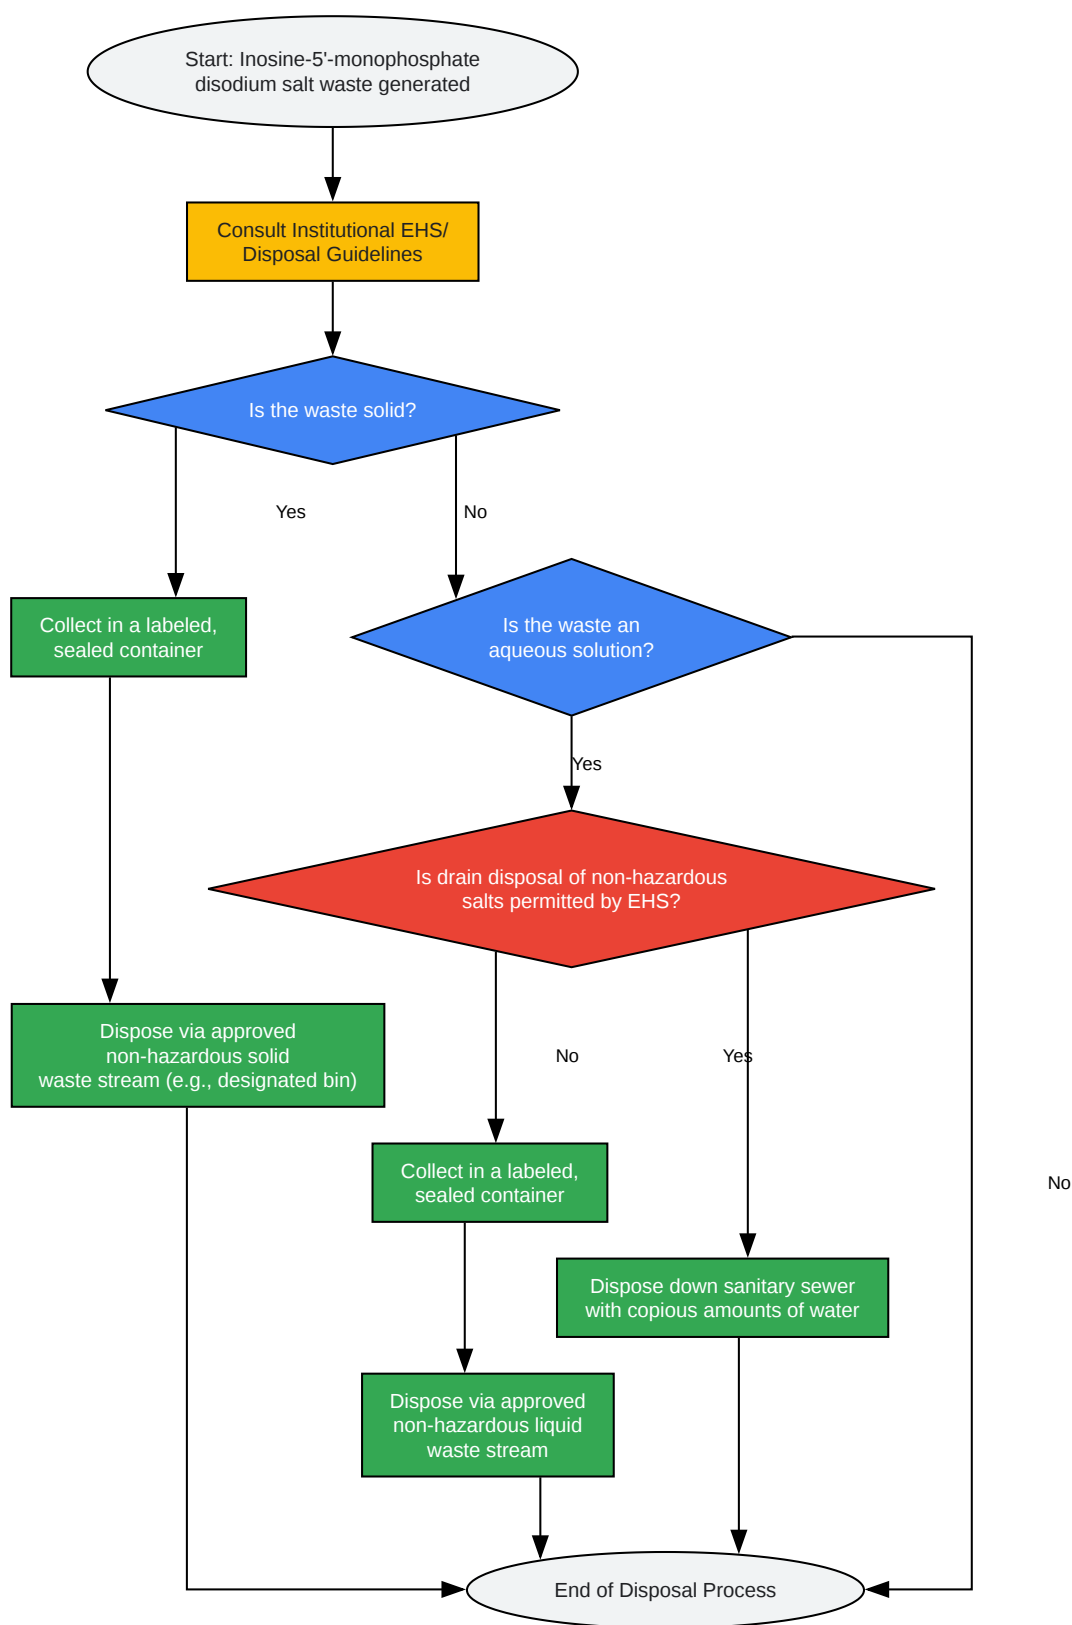 Start: Inosine-5'-monophosphate
disodium salt waste generated
Consult Institutional EHS/
Disposal Guidelines
Is the waste solid?
Yes
No
Collect in a labeled,
sealed container
Is the waste an
aqueous solution?
Yes
Is drain disposal of non-hazardous
salts permitted by EHS?
Dispose via approved
non-hazardous solid
waste stream (e.g., designated bin)
No
Yes
Collect in a labeled,
sealed container
No
Dispose down sanitary sewer
with copious amounts of water
Dispose via approved
non-hazardous liquid
waste stream
End of Disposal Process